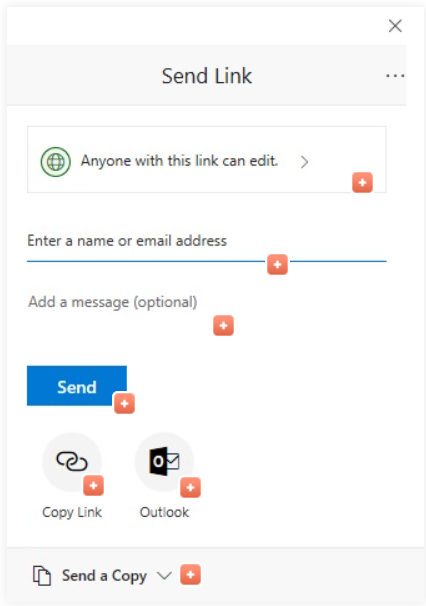 Send Link
Anyone with this link can edit.
Enter a name or email address
Add a message (optional)
Send
Copy Link
Outlook
Send a Copy